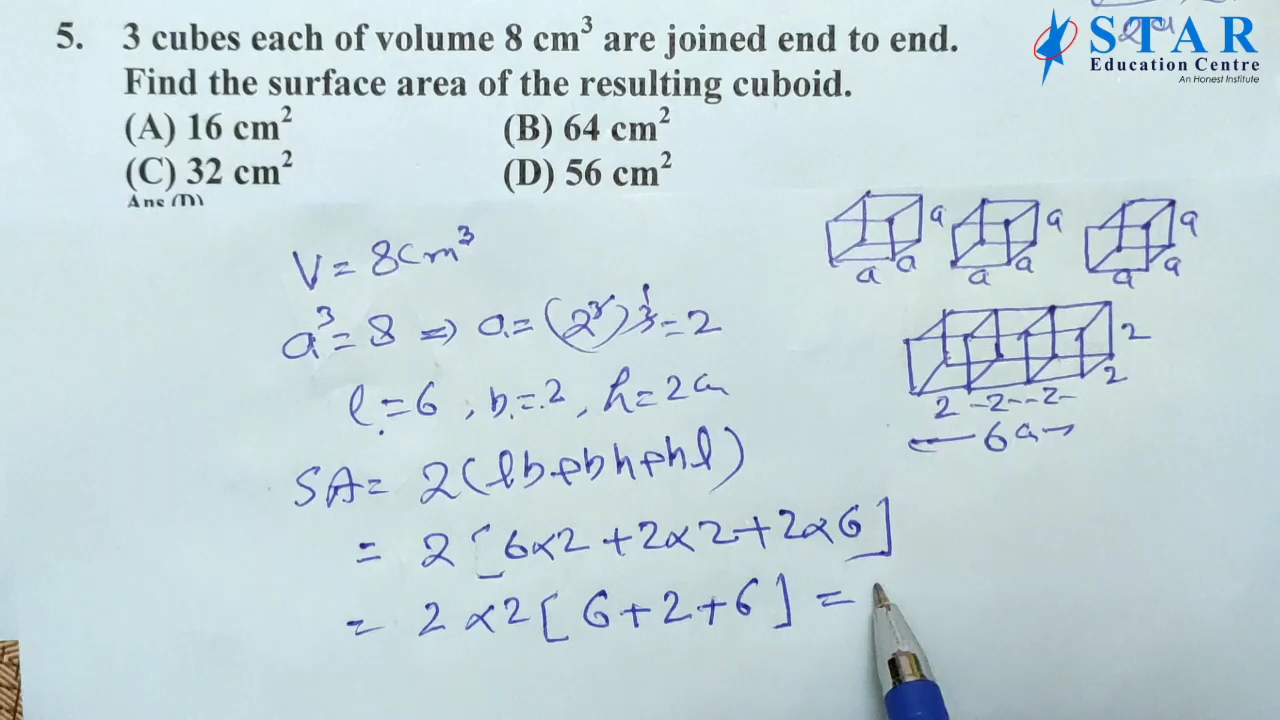 5. 3 cubes each of volume 8 cm³ are joined end to end.
Find the surface area of the resulting cuboid.
(A) 16 cm² (B) 64 cm²
(C) 32 cm² (D) 56 cm²
Ans (D)
STAR
Education Centre
An Honest Institute
a a a
a a a a a a
V = 8cm³
a³ = 8 ⇒ a = (2³)^1/3 = 2
l = 6, b = 2, h = 2
2
2
2 -2-- -2-
6
SA = 2(lb+bh+hl)
= 2[6×2+2×2+2×6]
= 2×2[6+2+6] =